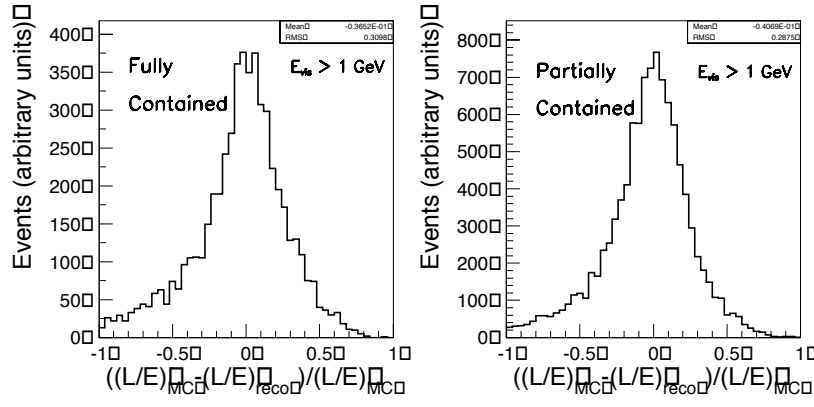 Mean -0.3652E-01
RMS 0.3098
Fully
Contained
E_vis > 1 GeV
Events (arbitrary units)
400
350
300
250
200
150
100
50
0
-1 -0.5 0 0.5 1
((L/E)MC-(L/E)reco)/(L/E)MC
Mean -0.4069E-01
RMS 0.2875
Partially
Contained
E_vis > 1 GeV
Events (arbitrary units)
800
700
600
500
400
300
200
100
0
-1 -0.5 0 0.5 1
((L/E)MC-(L/E)reco)/(L/E)MC